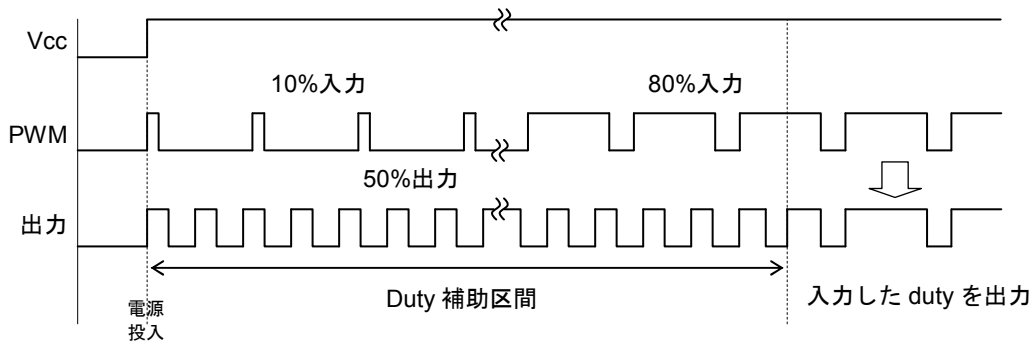 Vcc
10%入力
80%入力
PWM
50%出力
出力
電源
投入
Duty 補助区間
入力した duty を出力